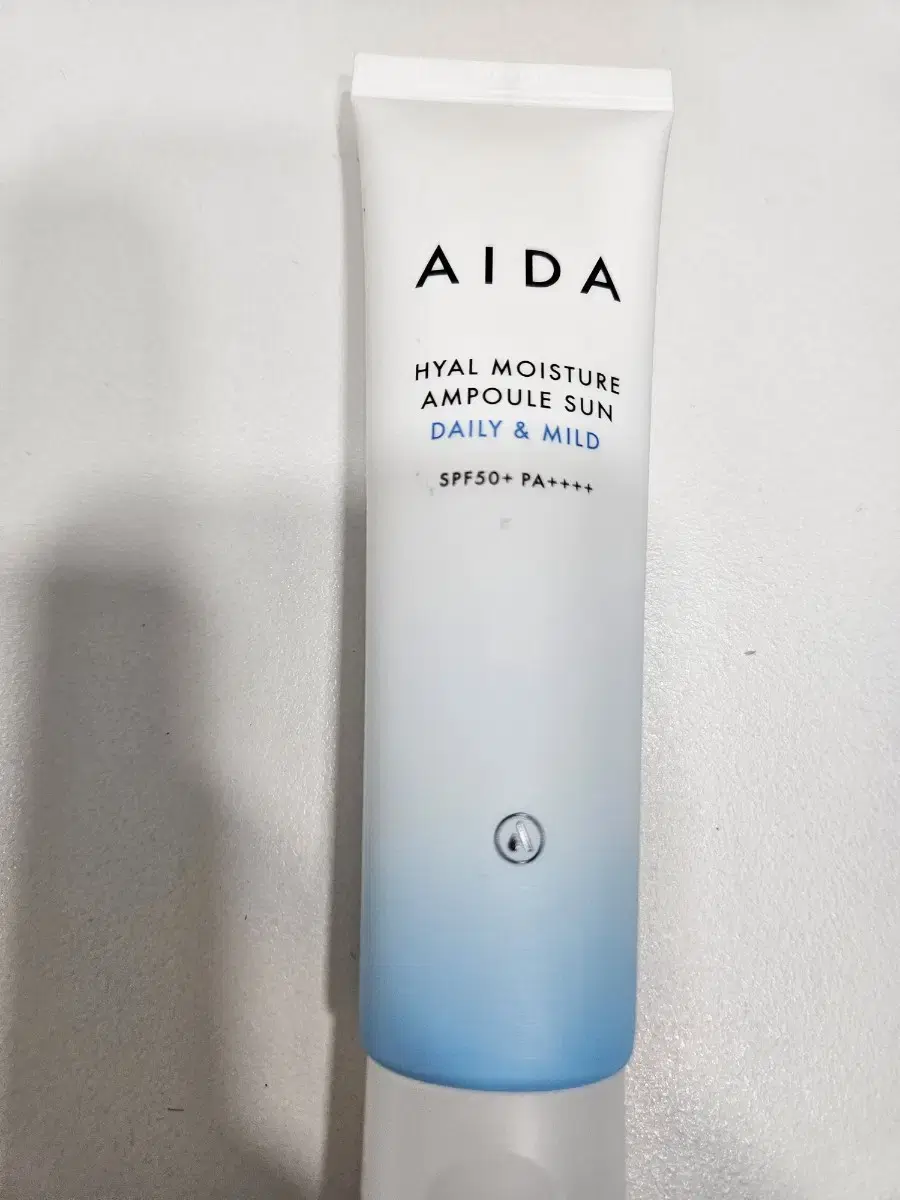 AIDA
HYAL MOISTURE
AMPOULE SUN
DAILY & MILD
SPF50+ PA++++